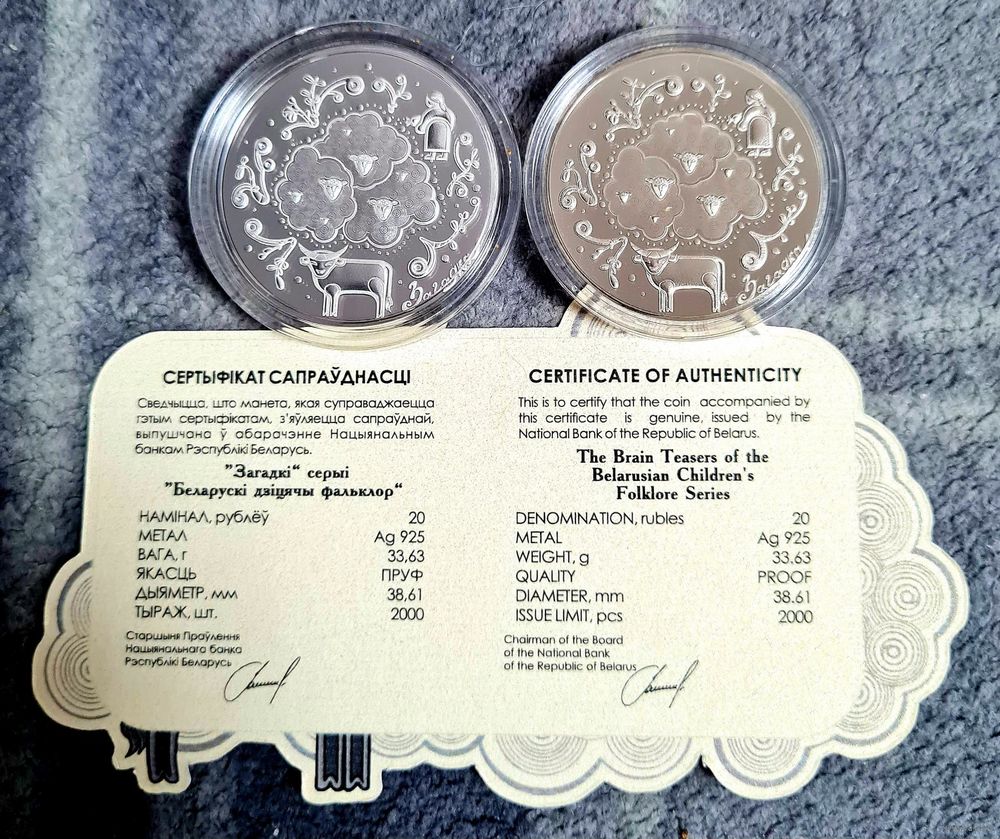 Загадкі
Загадкі
СЕРТЫФІКАТ САПРАЎДНАСЦІ
Сведчыцца, што манета, якая суправаджаецца
гэтым сертыфікатам, з'яўляецца сапраўднай,
выпушчана ў абарачэнне Нацыянальным
банкам Рэспублікі Беларусь.
"Загадкі" серыі
"Беларускі дзіцячы фальклор"
НАМІНАЛ, рублёў 20
МЕТАЛ Ag 925
ВАГА, г 33,63
ЯКАСЦЬ ПРУФ
ДЫЯМЕТР, мм 38,61
ТЫРАЖ, шт. 2000
Старшыня Праўлення
Нацыянальнага банка
Рэспублікі Беларусь
CERTIFICATE OF AUTHENTICITY
This is to certify that the coin accompanied by
this certificate is genuine, issued by the
National Bank of the Republic of Belarus.
The Brain Teasers of the
Belarusian Children's
Folklore Series
DENOMINATION, rubles 20
METAL Ag 925
WEIGHT, g 33.63
QUALITY PROOF
DIAMETER, mm 38.61
ISSUE LIMIT, pcs 2000
Chairman of the Board
of the National Bank
of the Republic of Belarus